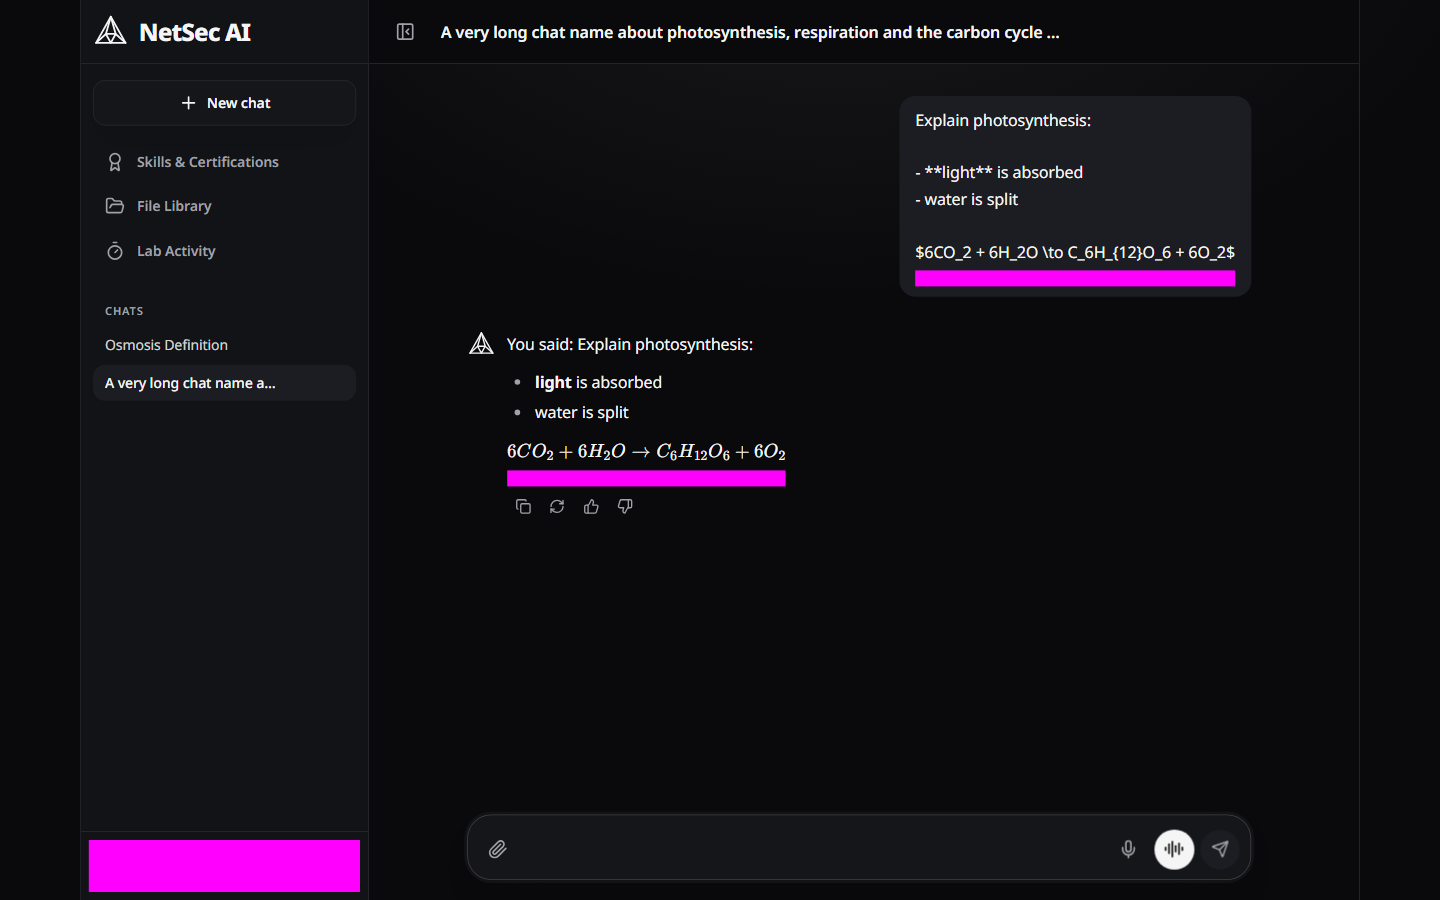 NetSec AI
A very long chat name about photosynthesis, respiration and the carbon cycle ...
New chat
Skills & Certifications
File Library
Lab Activity
CHATS
Osmosis Definition
A very long chat name a...
Explain photosynthesis:
- **light** is absorbed
- water is split
$6CO_2 + 6H_2O \to C_6H_{12}O_6 + 6O_2$
You said: Explain photosynthesis:
• light is absorbed
• water is split
6CO₂ + 6H₂O → C₆H₁₂O₆ + 6O₂